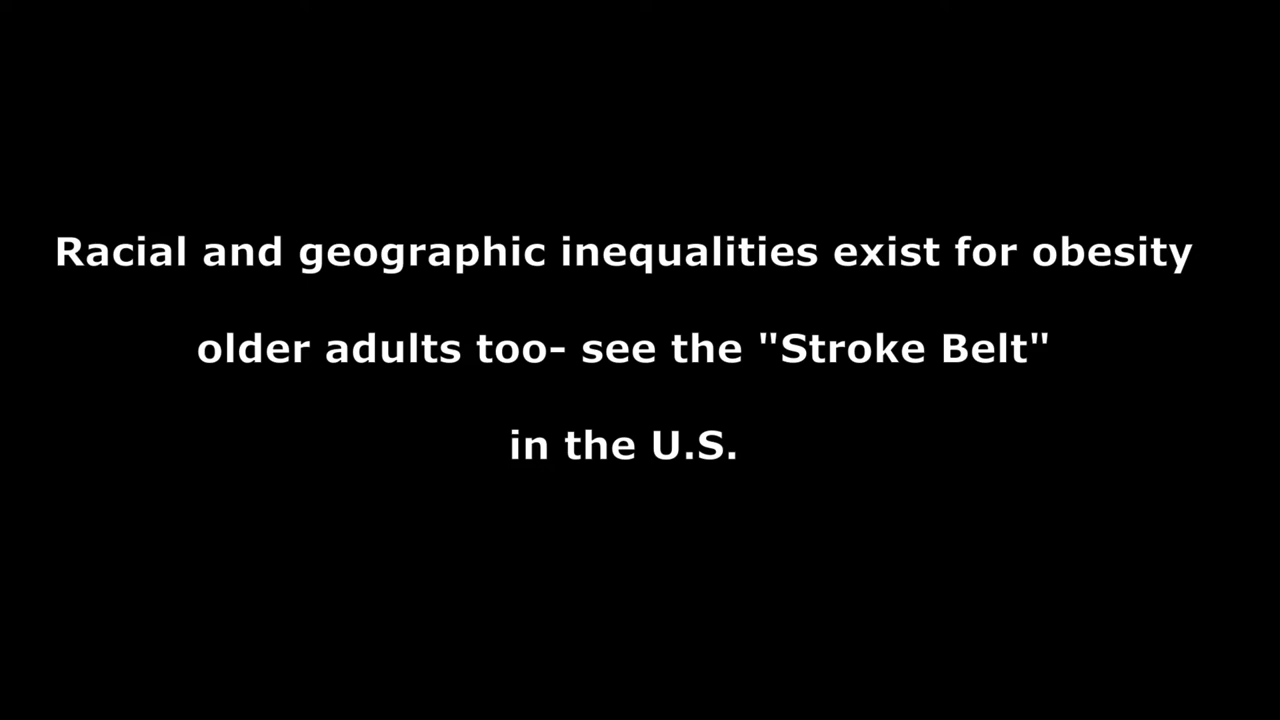 Racial and geographic inequalities exist for obesity
older adults too- see the "Stroke Belt"
in the U.S.